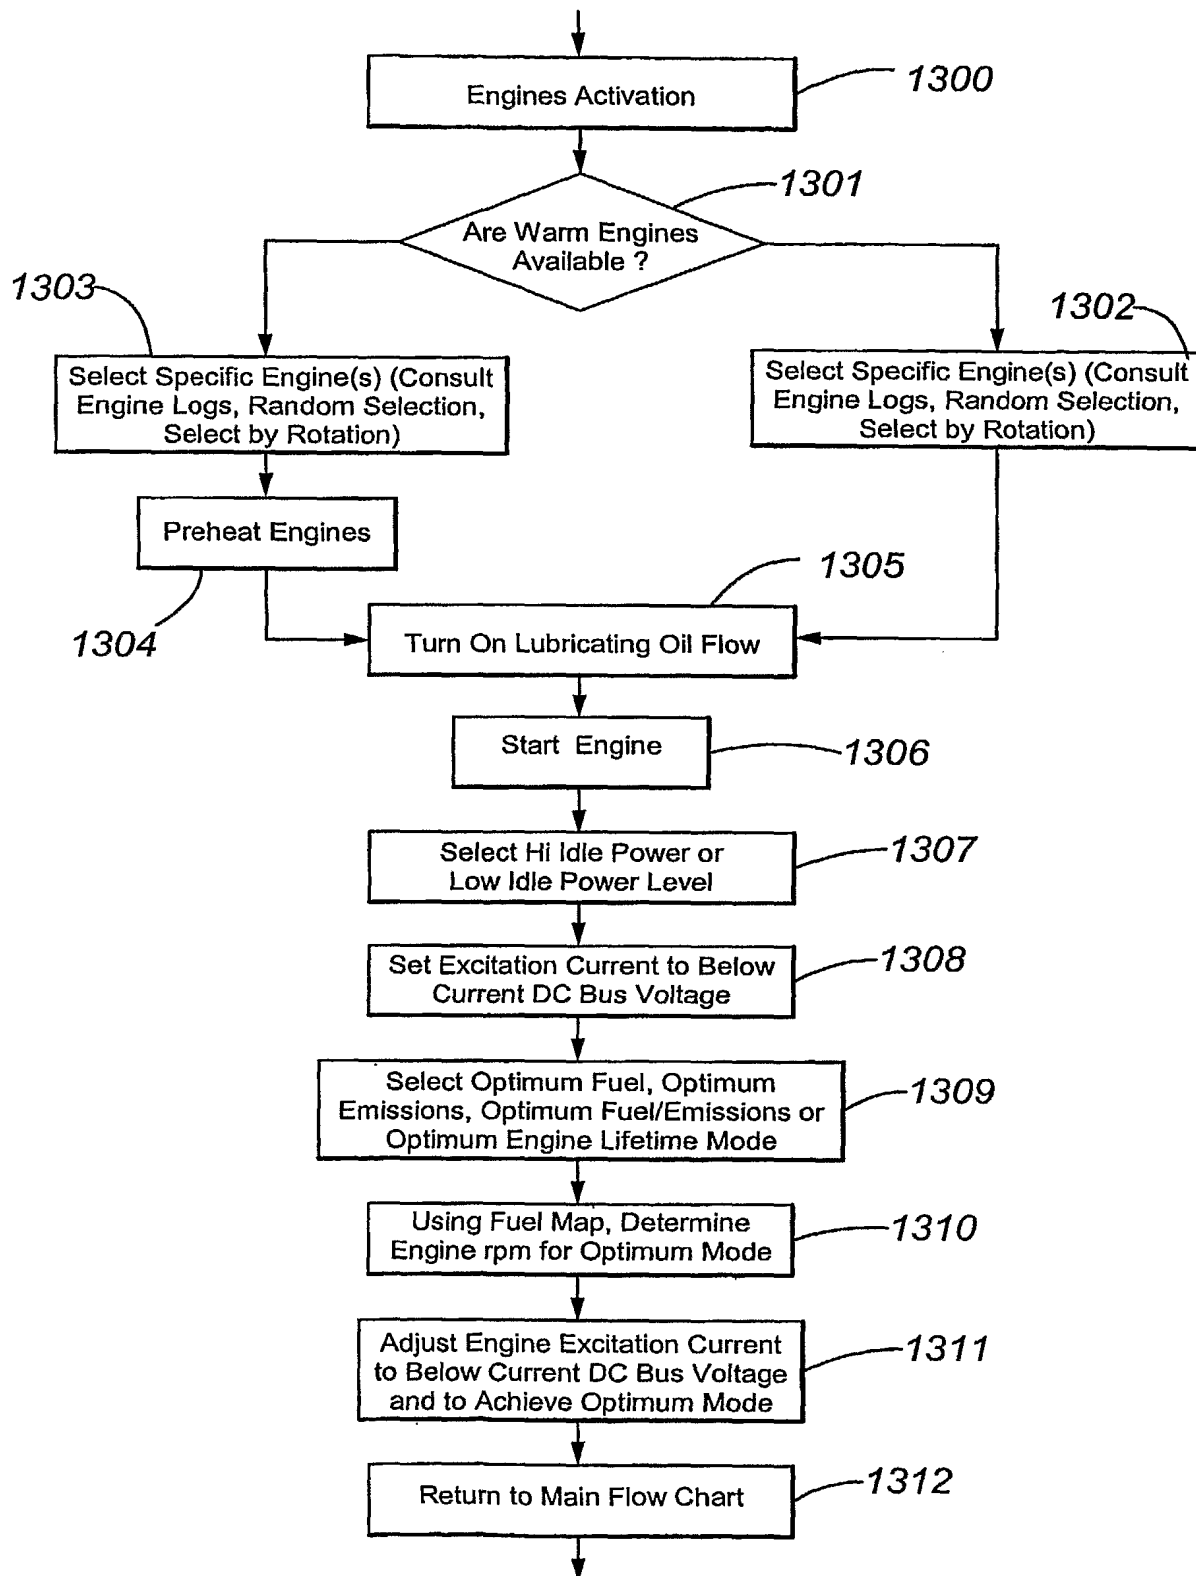 Engines Activation
1300
1301
Are Warm Engines
Available ?
1303
1302
Select Specific Engine(s) (Consult
Engine Logs, Random Selection,
Select by Rotation)
Select Specific Engine(s) (Consult
Engine Logs, Random Selection,
Select by Rotation)
Preheat Engines
1304
1305
Turn On Lubricating Oil Flow
Start Engine
1306
Select Hi Idle Power or
Low Idle Power Level
1307
Set Excitation Current to Below
Current DC Bus Voltage
1308
Select Optimum Fuel, Optimum
Emissions, Optimum Fuel/Emissions or
Optimum Engine Lifetime Mode
1309
Using Fuel Map, Determine
Engine rpm for Optimum Mode
1310
Adjust Engine Excitation Current
to Below Current DC Bus Voltage
and to Achieve Optimum Mode
1311
Return to Main Flow Chart
1312